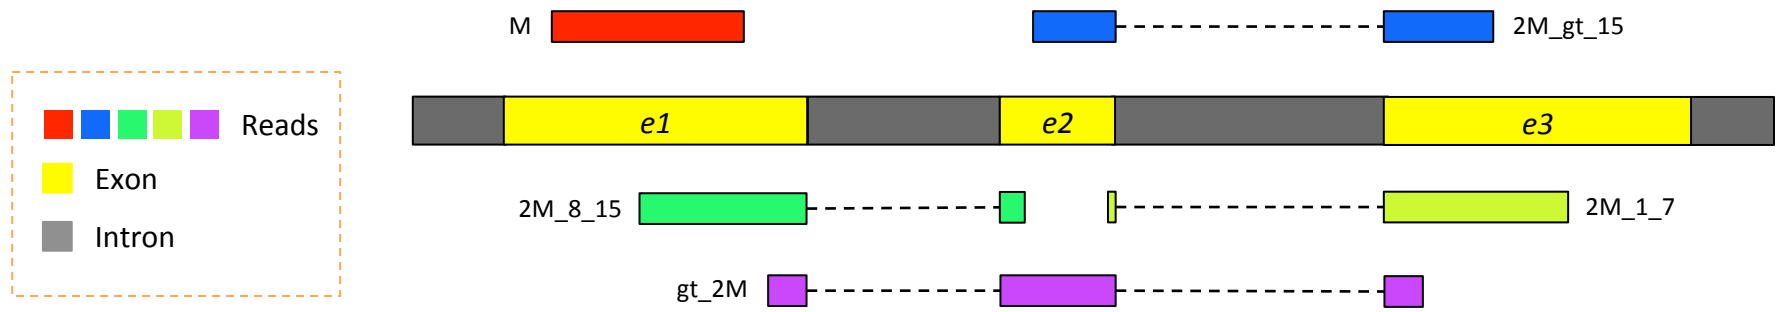 M
2M_gt_15
Reads
e1
e2
e3
Exon
2M_8_15
2M_1_7
Intron
gt_2M